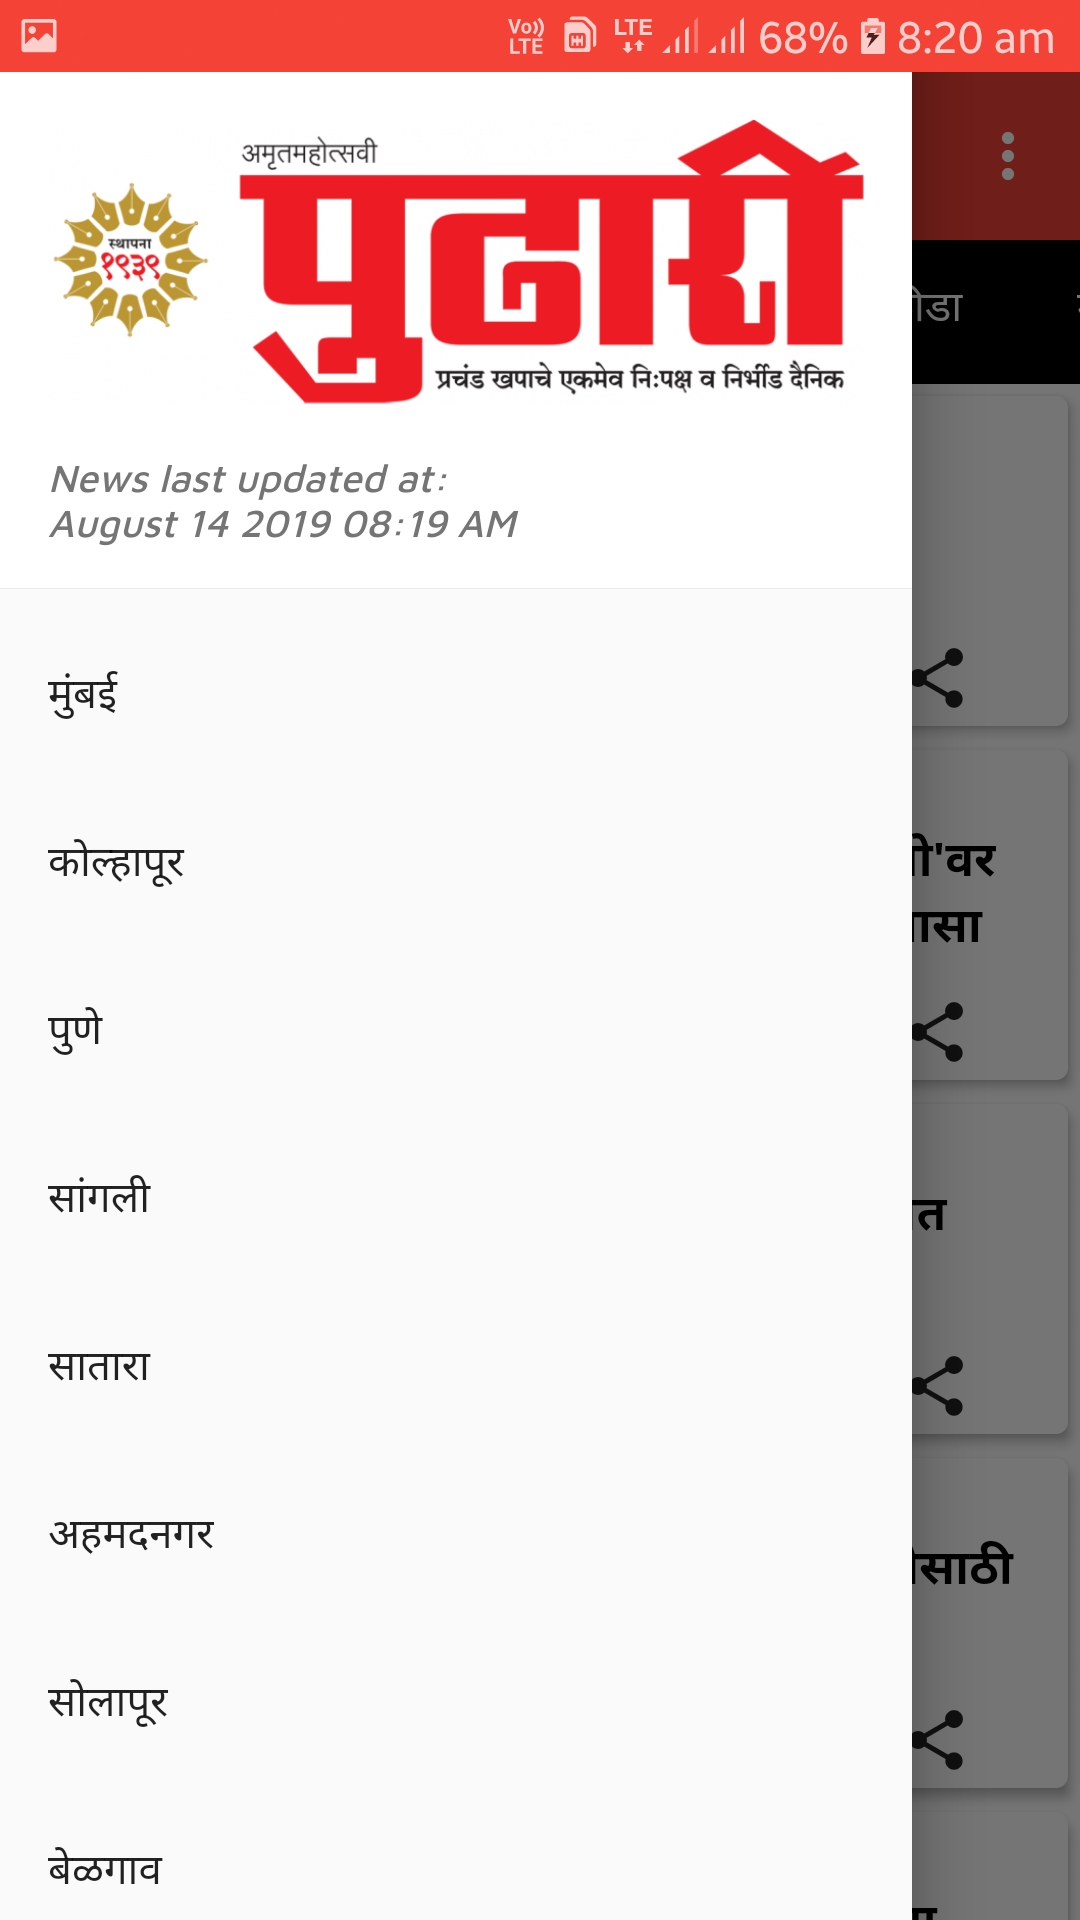 Vo)) LTE LTE 68% 8:20 am
अमृतमहोत्सवी
पुढारी
स्थापना
१९३९
प्रचंड खपाचे एकमेव नि:पक्ष व निर्भीड दैनिक
News last updated at:
August 14 2019 08:19 AM
मुंबई
कोल्हापूर
पुणे
सांगली
सातारा
अहमदनगर
सोलापूर
बेळगाव